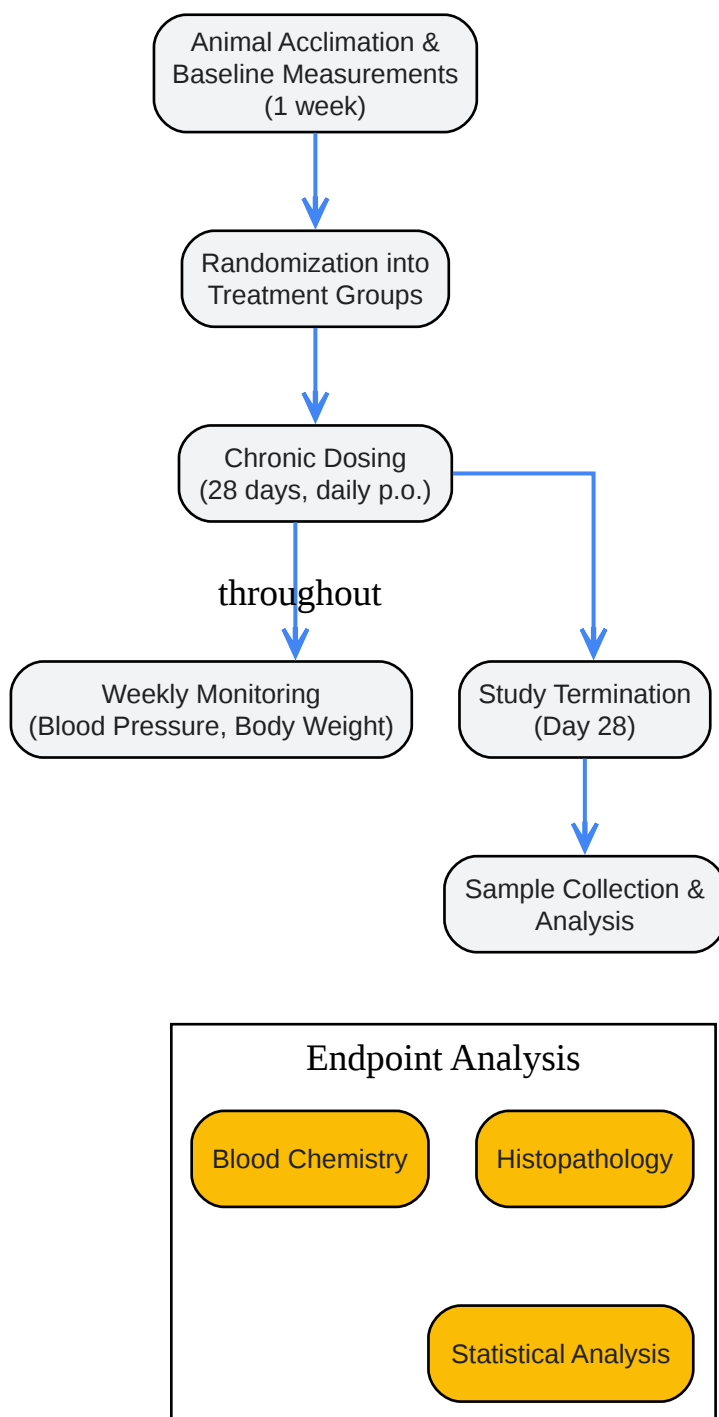 Animal Acclimation &
Baseline Measurements
(1 week)
Randomization into
Treatment Groups
Chronic Dosing
(28 days, daily p.o.)
throughout
Weekly Monitoring
(Blood Pressure, Body Weight)
Study Termination
(Day 28)
Sample Collection &
Analysis
Endpoint Analysis
Blood Chemistry
Histopathology
Statistical Analysis